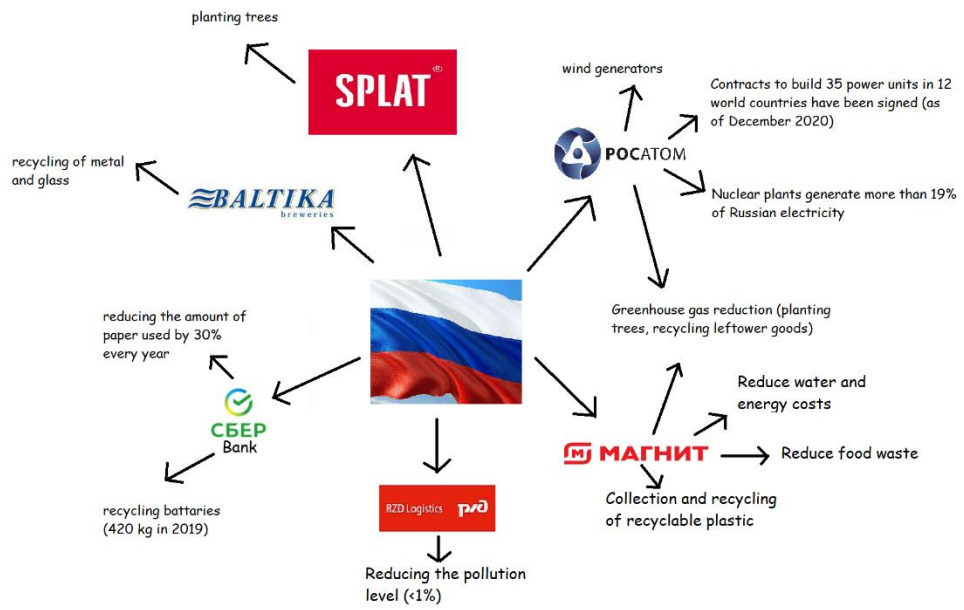 planting trees
SPLAT®
wind generators
Contracts to build 35 power units in 12
world countries have been signed (as
of December 2020)
РОСАТОМ
recycling of metal
and glass
BALTIKA
breweries
Nuclear plants generate more than 19%
of Russian electricity
reducing the amount of
paper used by 30%
every year
Greenhouse gas reduction (planting
trees, recycling leftower goods)
СБЕР
Bank
Reduce water and
energy costs
МАГНИТ
Reduce food waste
recycling battaries
(420 kg in 2019)
RZD Logistics ржд
Collection and recycling
of recyclable plastic
Reducing the pollution
level (<1%)